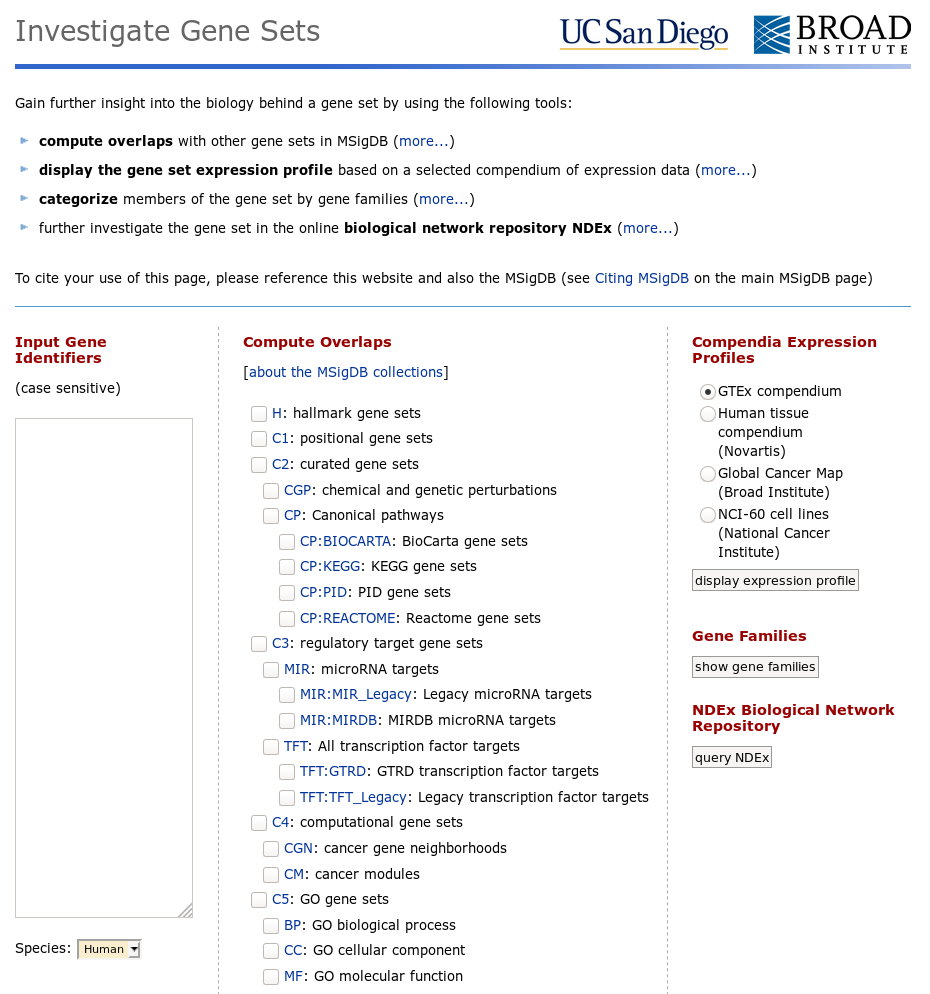 Investigate Gene Sets
UC San Diego
BROAD
INSTITUTE
Gain further insight into the biology behind a gene set by using the following tools:
compute overlaps with other gene sets in MSigDB (more...)
display the gene set expression profile based on a selected compendium of expression data (more...)
categorize members of the gene set by gene families (more...)
further investigate the gene set in the online biological network repository NDEx (more...)
To cite your use of this page, please reference this website and also the MSigDB (see Citing MSigDB on the main MSigDB page)
Input Gene
Identifiers
(case sensitive)
Species: Human
Compute Overlaps
[about the MSigDB collections]
H: hallmark gene sets
C1: positional gene sets
C2: curated gene sets
CGP: chemical and genetic perturbations
CP: Canonical pathways
CP:BIOCARTA: BioCarta gene sets
CP:KEGG: KEGG gene sets
CP:PID: PID gene sets
CP:REACTOME: Reactome gene sets
C3: regulatory target gene sets
MIR: microRNA targets
MIR:MIR_Legacy: Legacy microRNA targets
MIR:MIRDB: MIRDB microRNA targets
TFT: All transcription factor targets
TFT:GTRD: GTRD transcription factor targets
TFT:TFT_Legacy: Legacy transcription factor targets
C4: computational gene sets
CGN: cancer gene neighborhoods
CM: cancer modules
C5: GO gene sets
BP: GO biological process
CC: GO cellular component
MF: GO molecular function
Compendia Expression
Profiles
GTEx compendium
Human tissue
compendium
(Novartis)
Global Cancer Map
(Broad Institute)
NCI-60 cell lines
(National Cancer
Institute)
display expression profile
Gene Families
show gene families
NDEx Biological Network
Repository
query NDEx